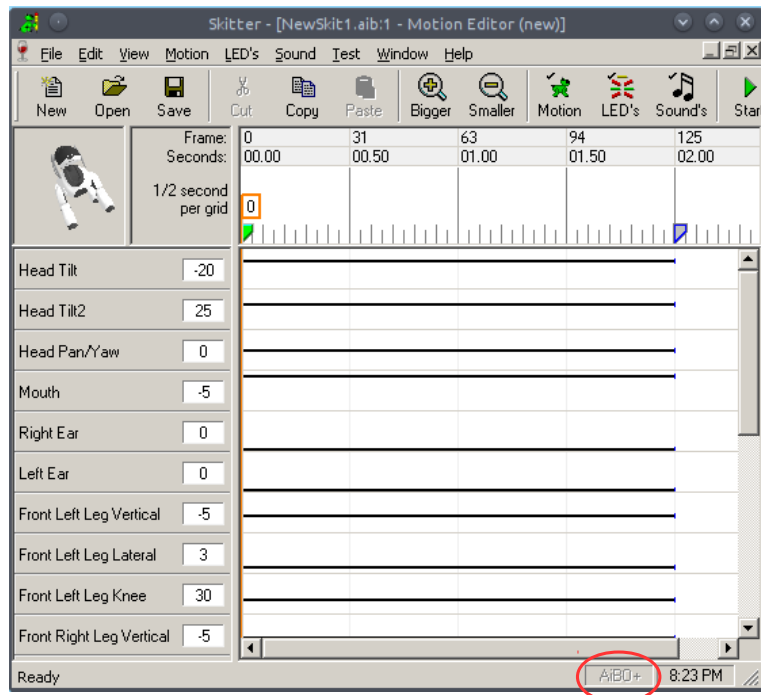 Skitter - [NewSkit1.aib:1 - Motion Editor (new)]
File Edit View Motion LED's Sound Test Window Help
New Open Save Cut Copy Paste Bigger Smaller Motion LED's Sound's Star
Frame: 0 31 63 94 125
Seconds: 00.00 00.50 01.00 01.50 02.00
1/2 second
per grid
0
Head Tilt -20
Head Tilt2 25
Head Pan/Yaw 0
Mouth -5
Right Ear 0
Left Ear 0
Front Left Leg Vertical -5
Front Left Leg Lateral 3
Front Left Leg Knee 30
Front Right Leg Vertical -5
Ready AiBO+ 8:23 PM